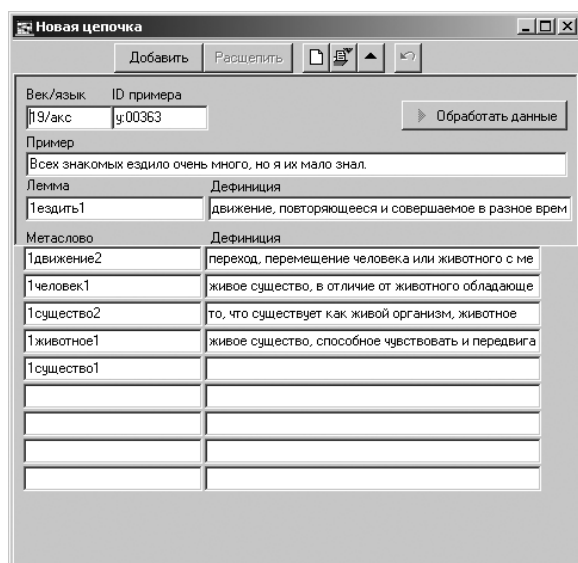 Новая цепочка
Добавить Расщепить
Век/язык ID примера
19/акс y:00363 Обработать данные
Пример
Всех знакомых ездило очень много, но я их мало знал.
Лемма Дефиниция
1ездить1 движение, повторяющееся и совершаемое в разное врем
Метаслово Дефиниция
1движение2 переход, перемещение человека или животного с ме
1человек1 живое существо, в отличие от животного обладающе
1существо2 то, что существует как живой организм, животное
1животное1 живое существо, способное чувствовать и передвига
1существо1